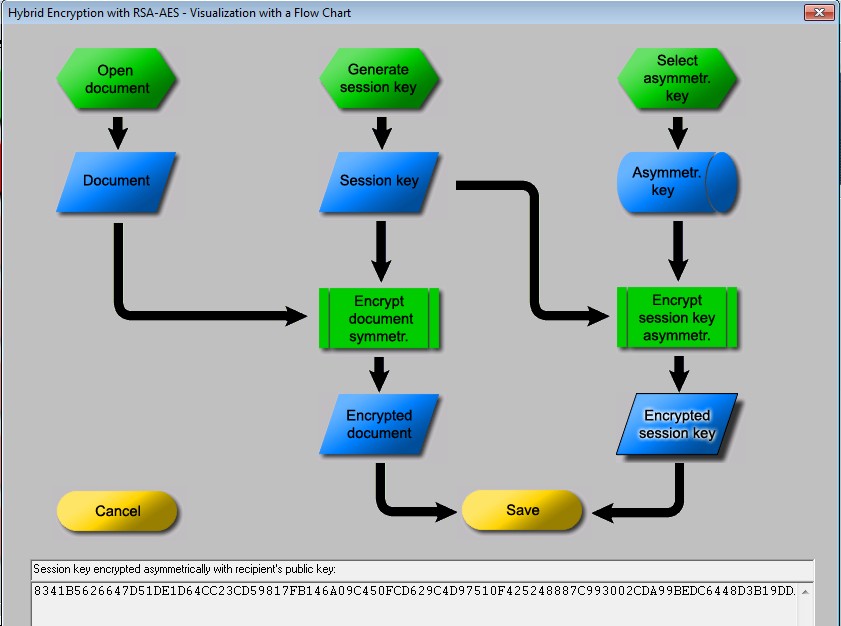 Hybrid Encryption with RSA-AES - Visualization with a Flow Chart
Open
document
Generate
session key
Select
asymmetr.
key
Document
Session key
Asymmetr.
key
Encrypt
document
symmetr.
Encrypt
session key
asymmetr.
Encrypted
document
Encrypted
session key
Cancel
Save
Session key encrypted asymmetrically with recipient's public key:
8341B5626647D51DE1D64CC23CD59817FB146A09C450FCD629C4D97510F425248887C993002CDA99BEDC6448D3B19DD